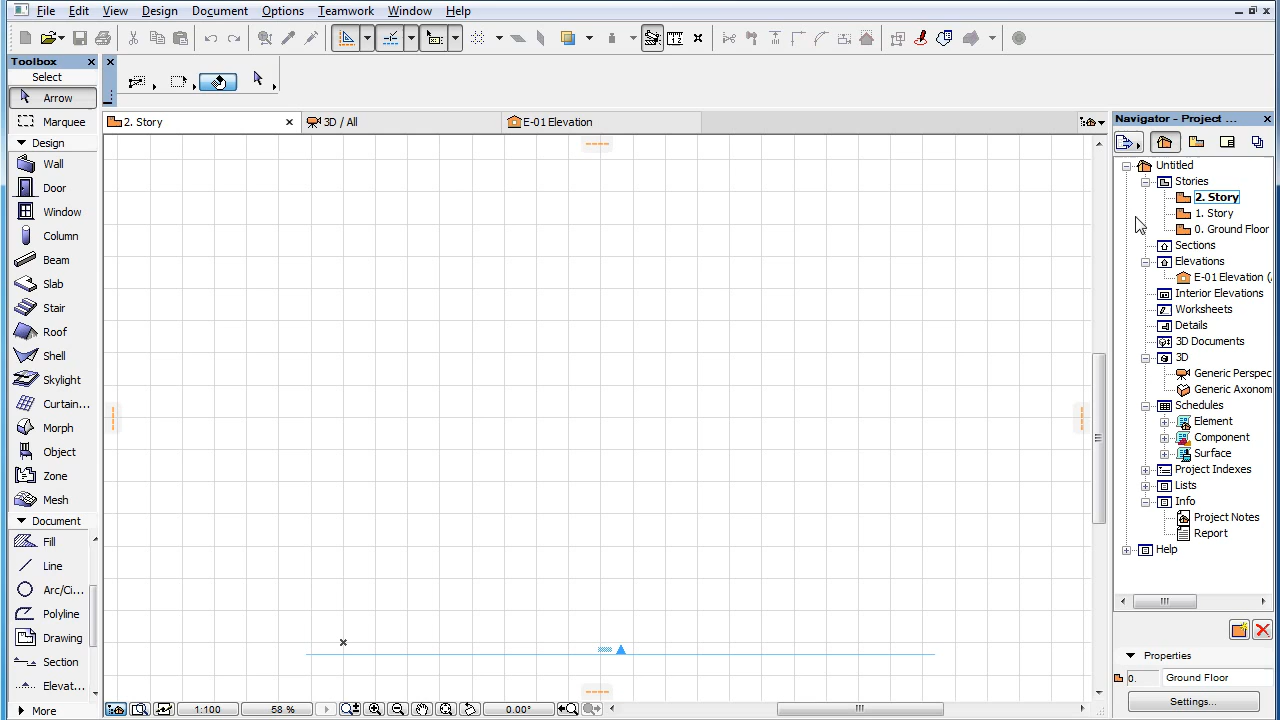 File Edit View Design Document Options Teamwork Window Help
Toolbox
Select
Arrow
Marquee
Design
Wall
Door
Window
Column
Beam
Slab
Stair
Roof
Shell
Skylight
Curtain...
Morph
Object
Zone
Mesh
Document
Fill
Line
Arc/Ci...
Polyline
Drawing
Section
Elevat...
More
2. Story
3D / All
E-01 Elevation
1:100
58 %
0.00°
Navigator - Project ...
Untitled
Stories
2. Story
1. Story
0. Ground Floor
Sections
Elevations
E-01 Elevation (
Interior Elevations
Worksheets
Details
3D Documents
3D
Generic Perspec
Generic Axonom
Schedules
Element
Component
Surface
Project Indexes
Lists
Info
Project Notes
Report
Help
Properties
0. Ground Floor
Settings...